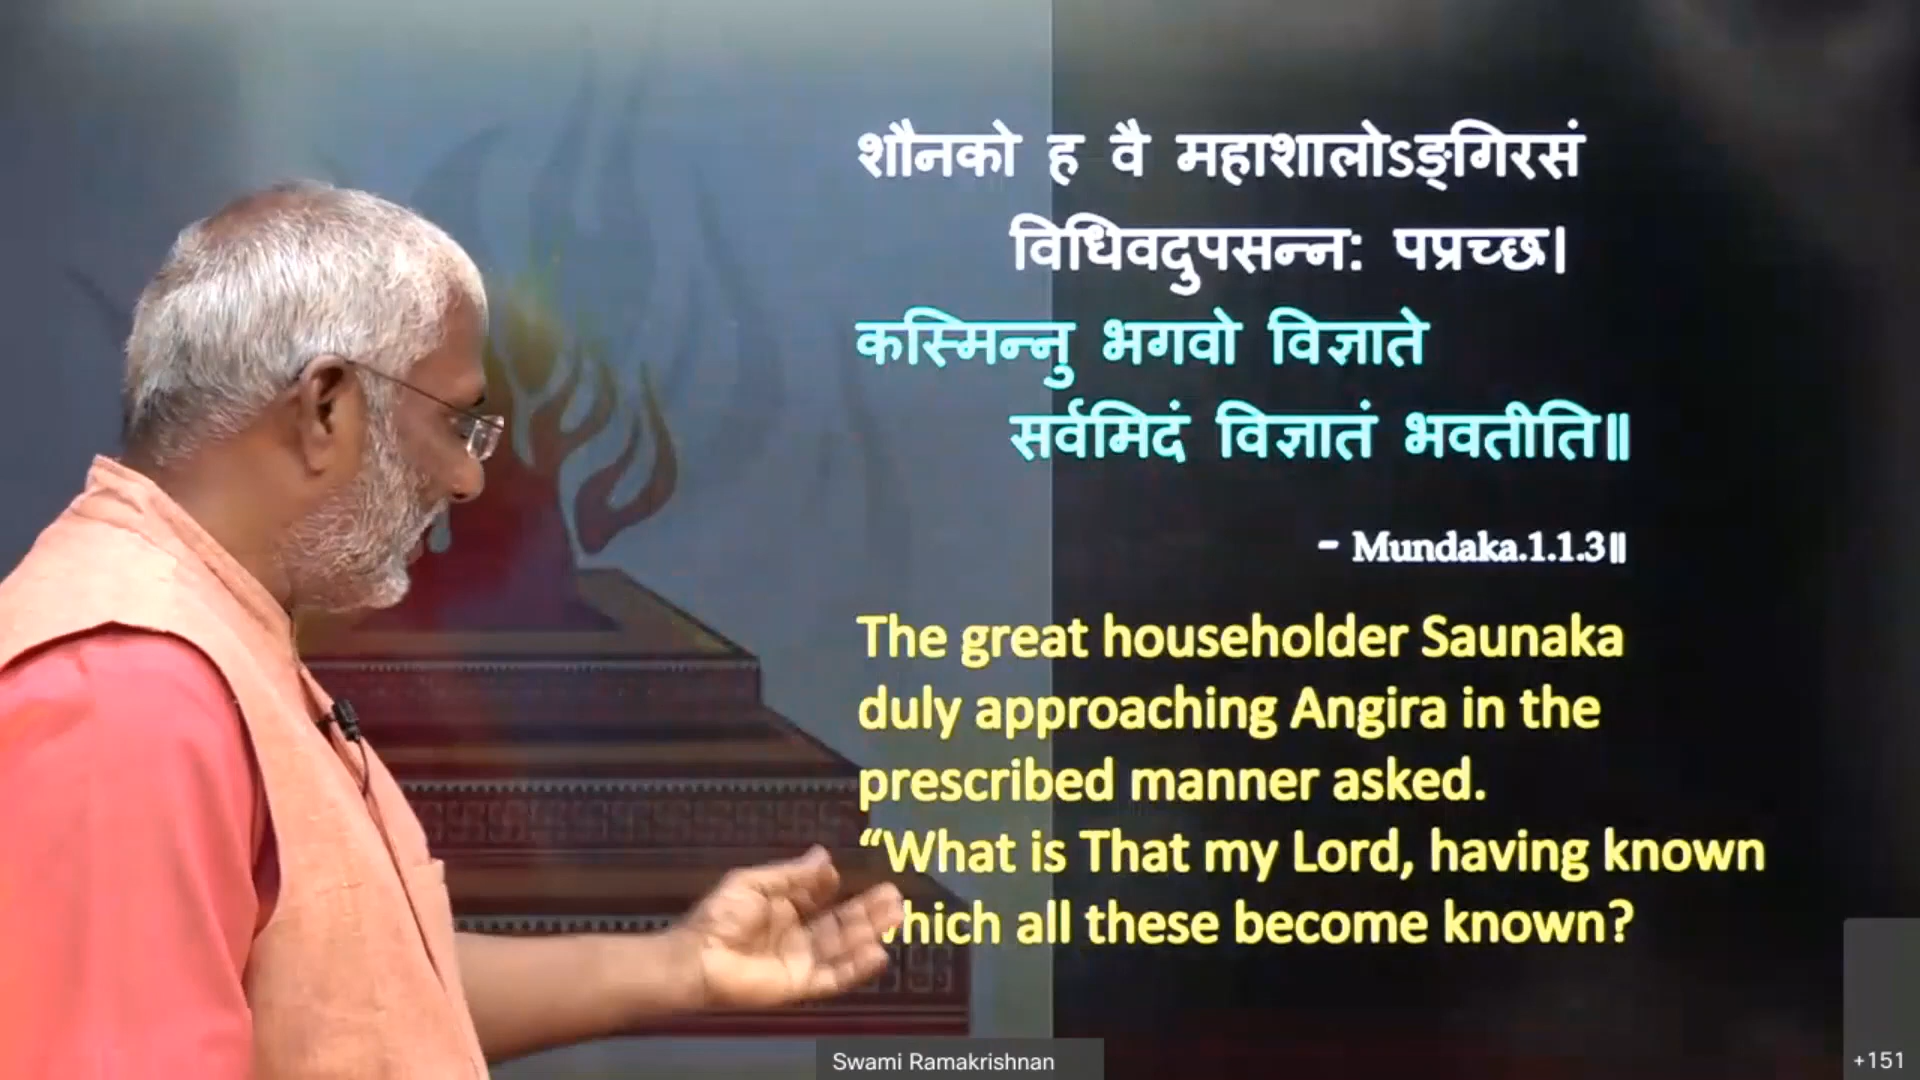 शौनको ह वै महाशालोऽङ्गिरसं
विधिवदुपसन्न: पप्रच्छ।
कस्मिन्नु भगवो विज्ञाते
सर्वमिदं विज्ञातं भवतीति॥
- Mundaka.1.1.3॥
The great householder Saunaka
duly approaching Angira in the
prescribed manner asked.
“What is That my Lord, having known
which all these become known?
Swami Ramakrishnan
+151